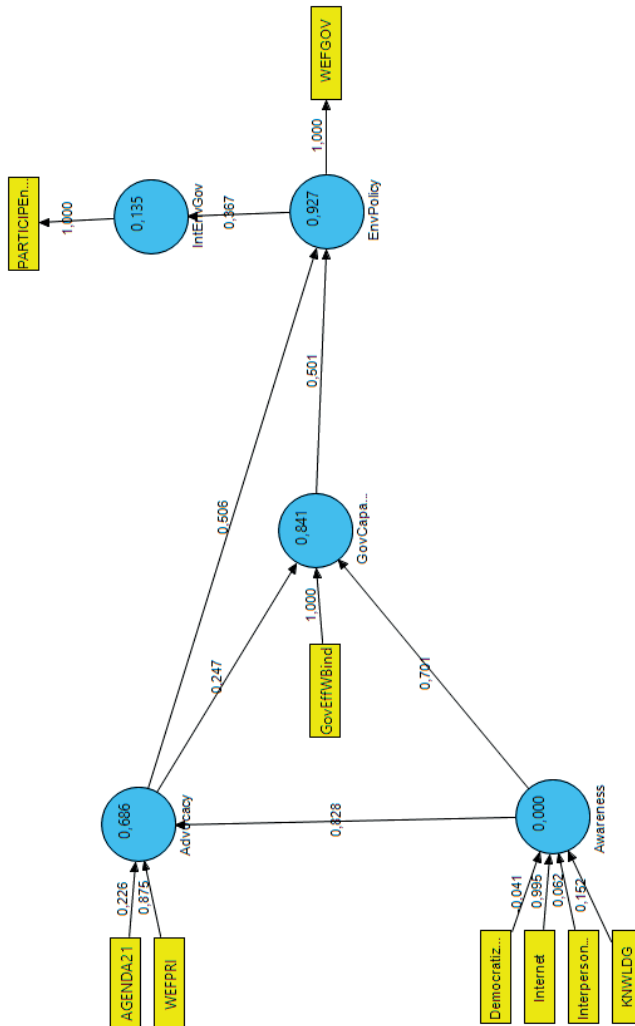 PARTICIPEn...
1,000
0,135
IntEnvGov
0,367
WEFGOV
1,000
0,927
EnvPolicy
0,506
0,501
0,841
GovCapa...
1,000
GovEffWBind
0,247
0,701
0,686
Advocacy
0,226
0,875
AGENDA21
WEFPRI
0,828
0,000
Awareness
0,041
0,995
0,062
0,152
Democratiz...
Internet
Interperson...
KNWLDG